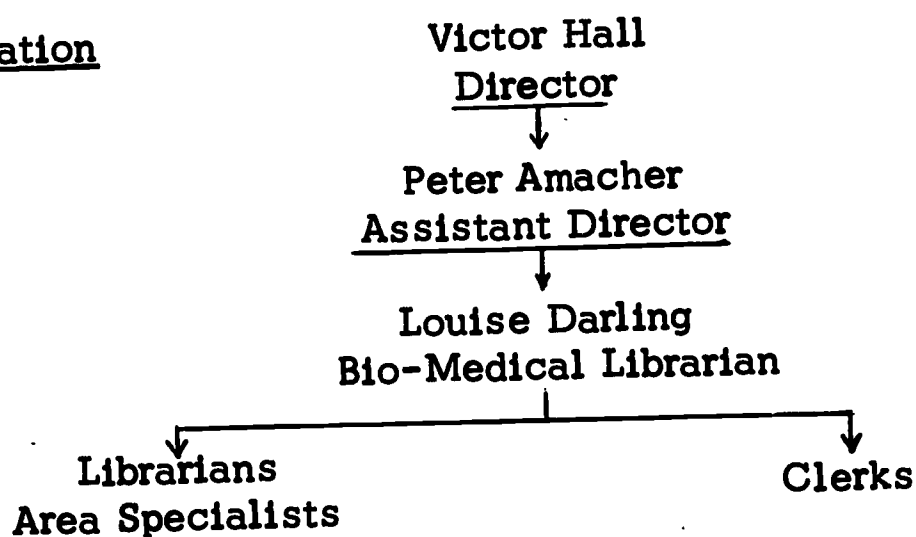 ation
Victor Hall
Director
Peter Amacher
Assistant Director
Louise Darling
Bio-Medical Librarian
Librarians
Area Specialists
Clerks